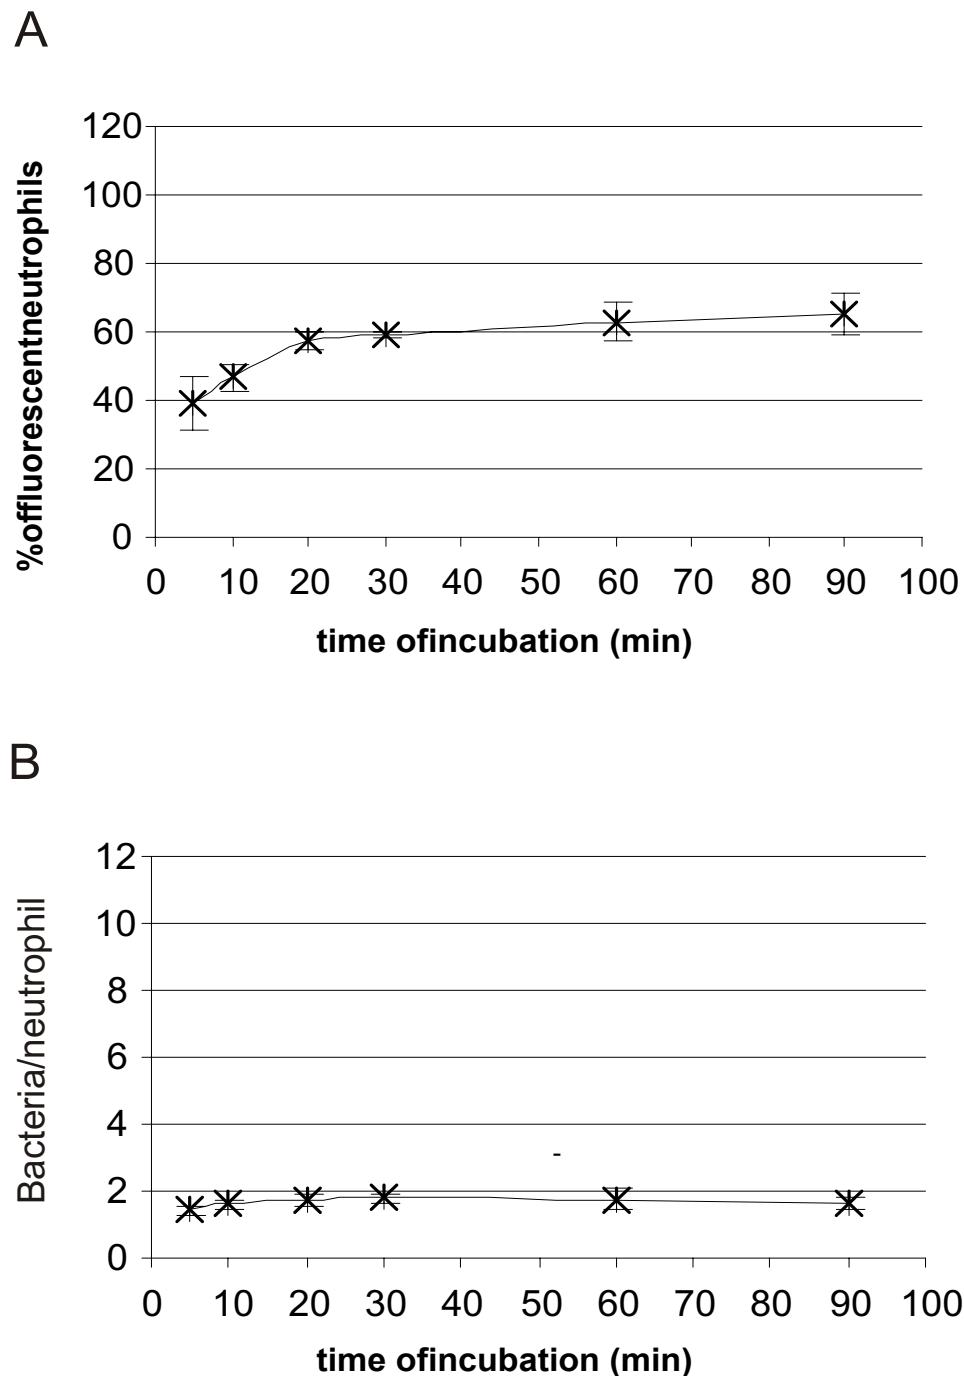 A
120
100
80
60
40
20
0
%offluorescentneutrophils
0 10 20 30 40 50 60 70 80 90 100
time ofincubation (min)
B
12
10
8
6
4
2
0
Bacteria/neutrophil
-
0 10 20 30 40 50 60 70 80 90 100
time ofincubation (min)